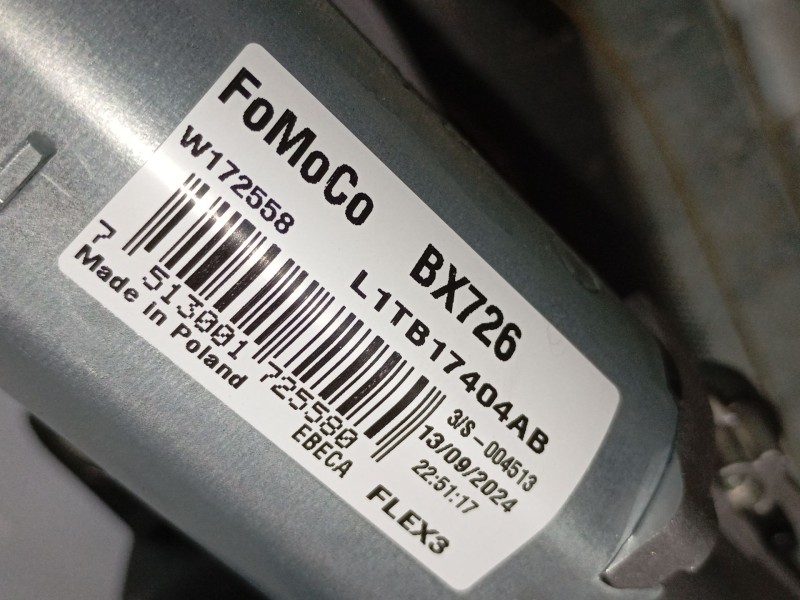 FoMoCo BX726
W172558 L1TB17404AB
7 513001 725580
3/S-004513
13/09/2024
22:51:17
Made in Poland EBECA FLEX3